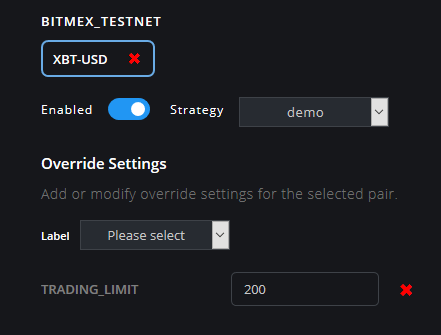 BITMEX_TESTNET
XBT-USD
Enabled Strategy demo
Override Settings
Add or modify override settings for the selected pair.
Label Please select
TRADING_LIMIT 200